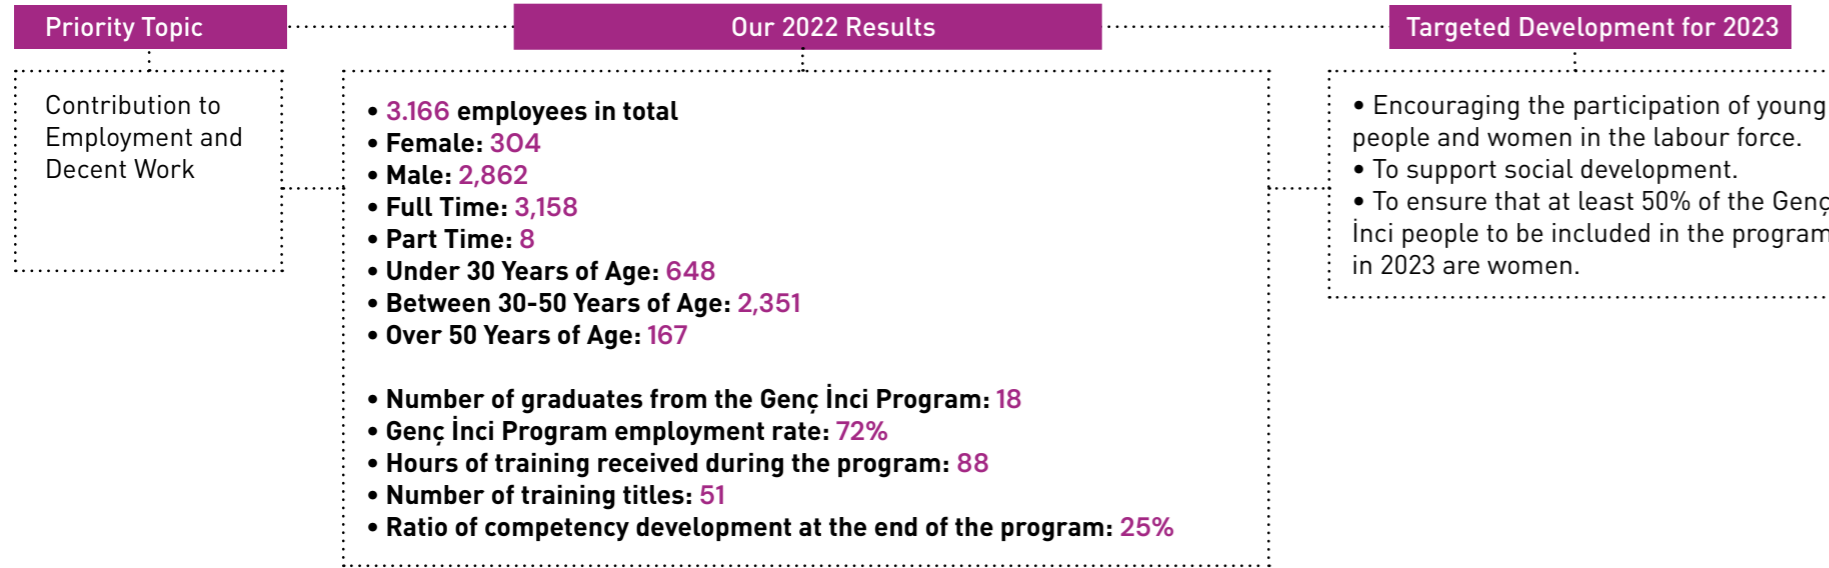 Priority Topic
Our 2022 Results
Targeted Development for 2023
Contribution to
Employment and
Decent Work
• 3.166 employees in total
• Female: 304
• Male: 2,862
• Full Time: 3,158
• Part Time: 8
• Under 30 Years of Age: 648
• Between 30-50 Years of Age: 2,351
• Over 50 Years of Age: 167
• Number of graduates from the Genç İnci Program: 18
• Genç İnci Program employment rate: 72%
• Hours of training received during the program: 88
• Number of training titles: 51
• Ratio of competency development at the end of the program: 25%
• Encouraging the participation of young
people and women in the labour force.
• To support social development.
• To ensure that at least 50% of the Genç
İnci people to be included in the program
in 2023 are women.